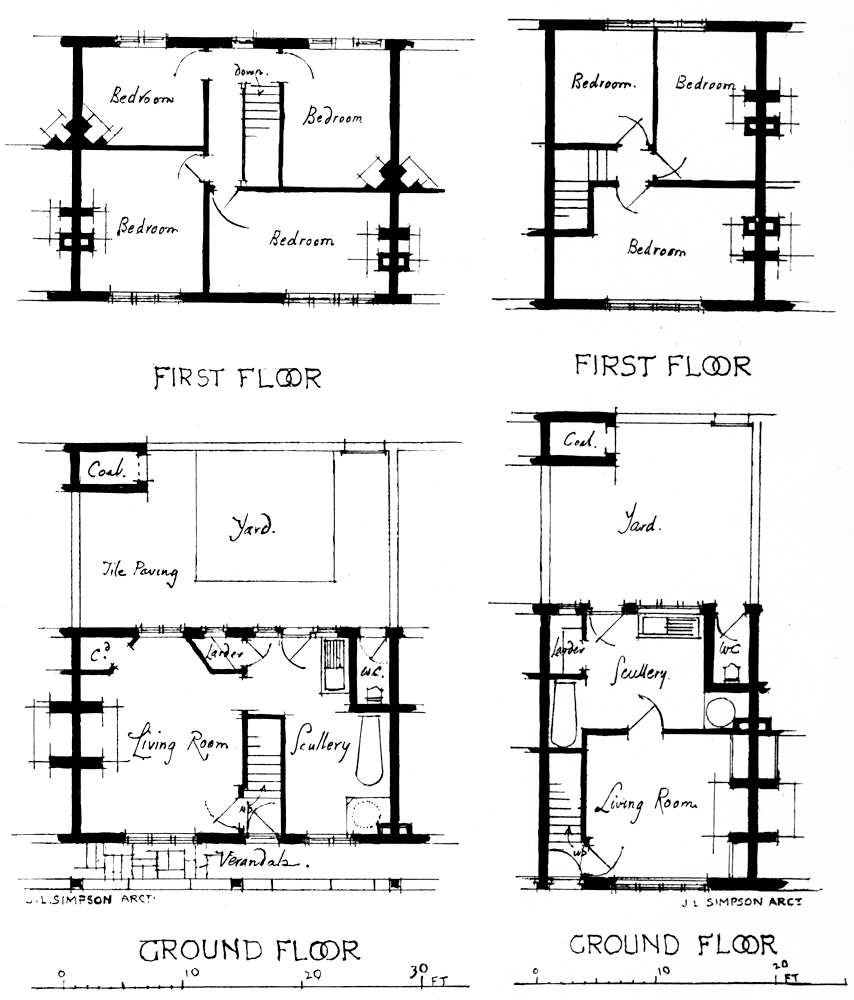 down.
Bedroom
Bedroom
Bedroom
Bedroom
FIRST FLOOR
Bedroom.
Bedroom
Bedroom
FIRST FLOOR
Coal.
Yard.
Tile Paving
Cd
Larder
W.C.
Living Room
Scullery
up
Verandah.
J.L. SIMPSON ARCT.
GROUND FLOOR
0 10 20 30 FT
Coal.
Yard.
Larder
Scullery.
WC
Living Room
up
J L SIMPSON ARCT
GROUND FLOOR
0 10 20 FT